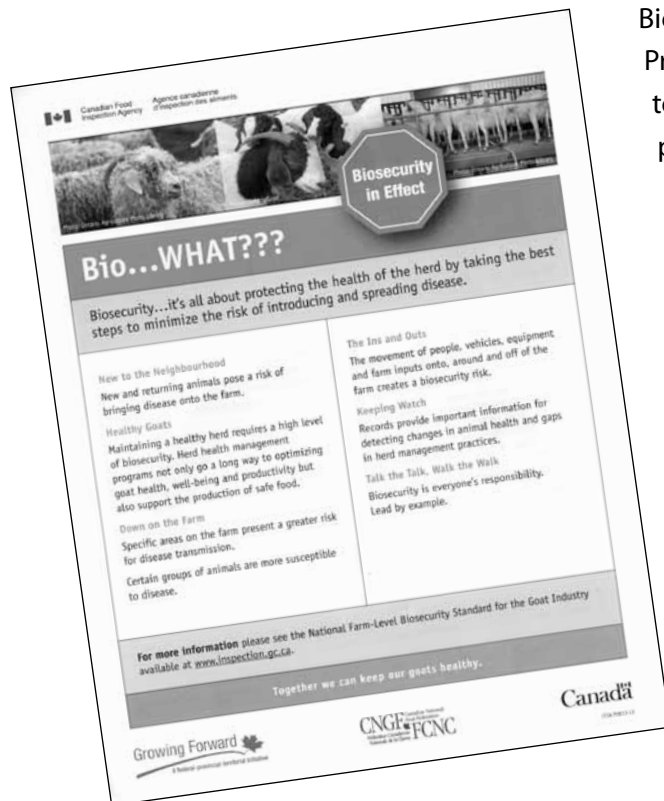 Canadian Food
Inspection Agency
Agence canadienne
d'inspection des aliments
Biosecurity
in Effect
Bio...WHAT???
Biosecurity...it's all about protecting the health of the herd by taking the best
steps to minimize the risk of introducing and spreading disease.
New to the Neighbourhood
New and returning animals pose a risk of
bringing disease onto the farm.
Healthy Goats
Maintaining a healthy herd requires a high level
of biosecurity. Herd health management
programs not only go a long way to optimizing
goat health, well-being and productivity but
also support the production of safe food.
Down on the Farm
Specific areas on the farm present a greater risk
for disease transmission.
Certain groups of animals are more susceptible
to disease.
The Ins and Outs
The movement of people, vehicles, equipment
and farm inputs onto, around and off of the
farm creates a biosecurity risk.
Keeping Watch
Records provide important information for
detecting changes in animal health and gaps
in herd management practices.
Talk the Talk, Walk the Walk
Biosecurity is everyone's responsibility.
Lead by example.
For more information please see the National Farm-Level Biosecurity Standard for the Goat Industry
available at www.inspection.gc.ca.
Together we can keep our goats healthy.
Growing Forward
A federal-provincial-territorial initiative
CNGF
FCNC
Canada
Bio
Pr
te
p